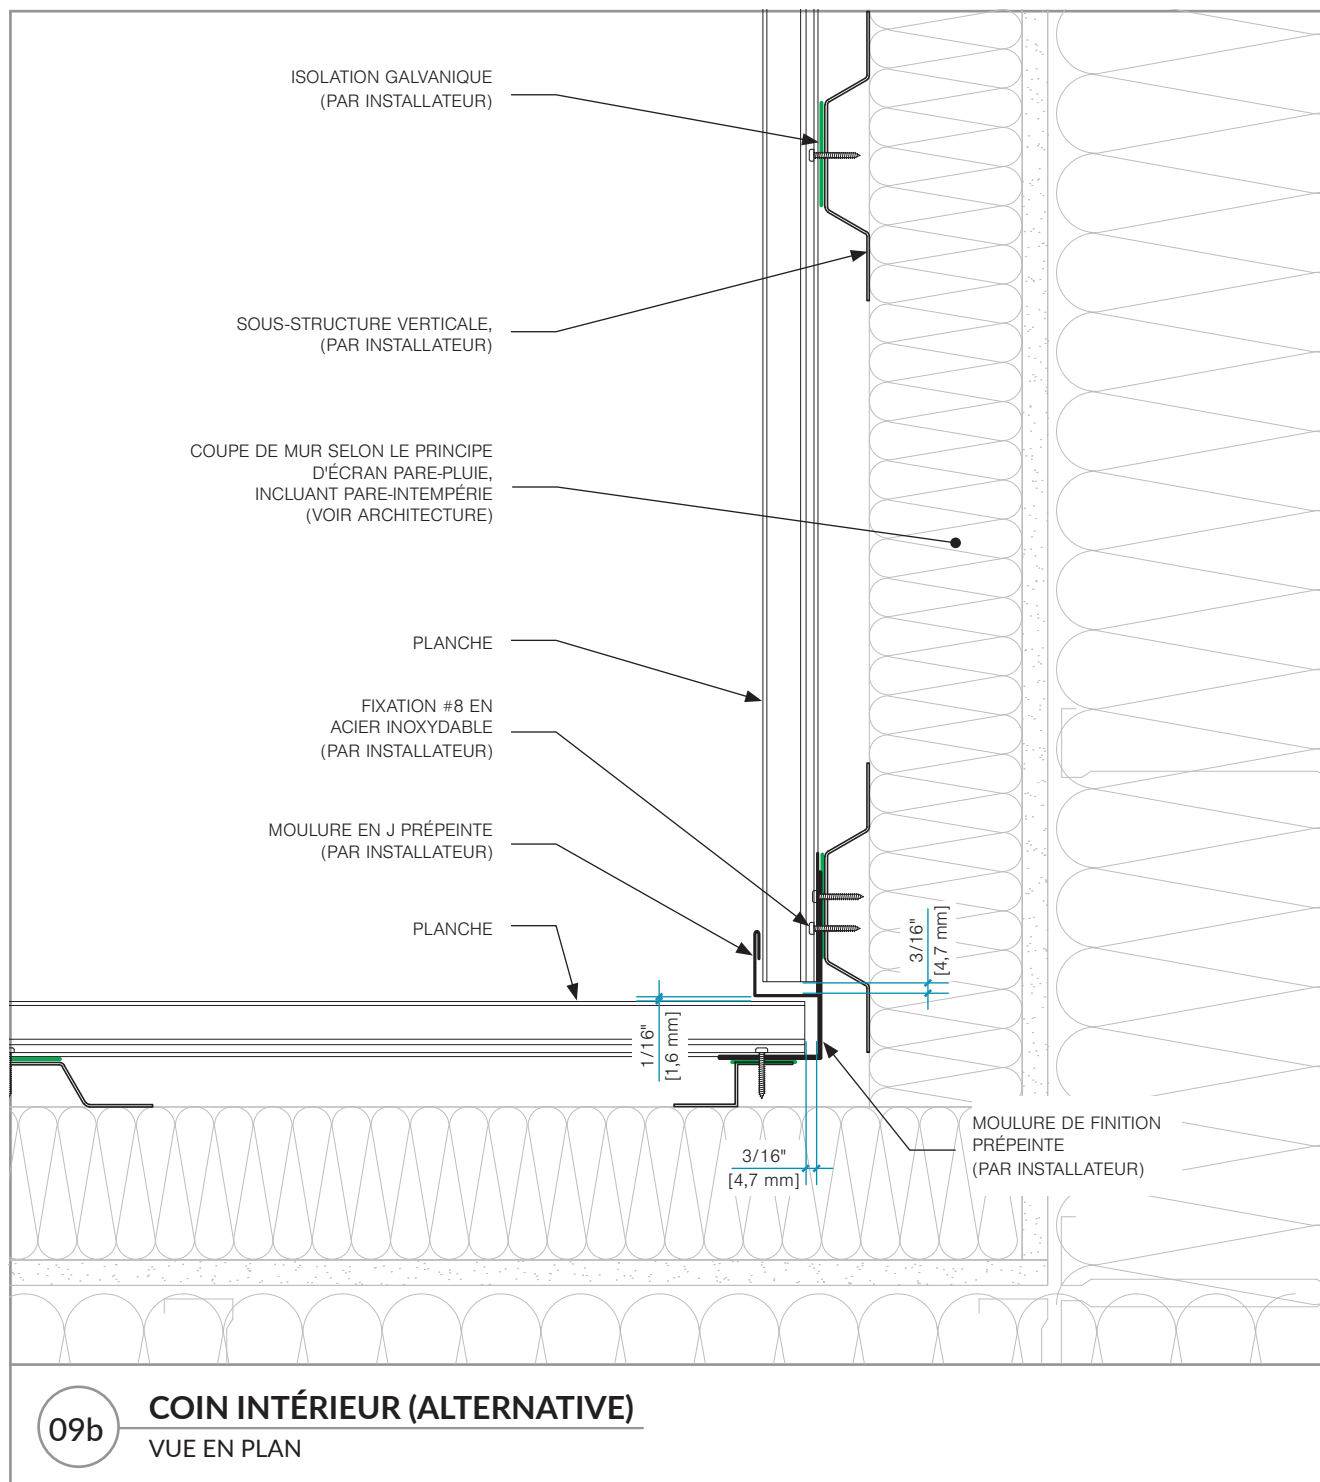 ISOLATION GALVANIQUE
(PAR INSTALLATEUR)
SOUS-STRUCTURE VERTICALE,
(PAR INSTALLATEUR)
COUPE DE MUR SELON LE PRINCIPE
D'ÉCRAN PARE-PLUIE,
INCLUANT PARE-INTEMPÉRIE
(VOIR ARCHITECTURE)
PLANCHE
FIXATION #8 EN
ACIER INOXYDABLE
(PAR INSTALLATEUR)
MOULURE EN J PRÉPEINTE
(PAR INSTALLATEUR)
PLANCHE
3/16"
[4,7 mm]
1/16"
[1,6 mm]
3/16"
[4,7 mm]
MOULURE DE FINITION
PRÉPEINTE
(PAR INSTALLATEUR)
09b
COIN INTÉRIEUR (ALTERNATIVE)
VUE EN PLAN